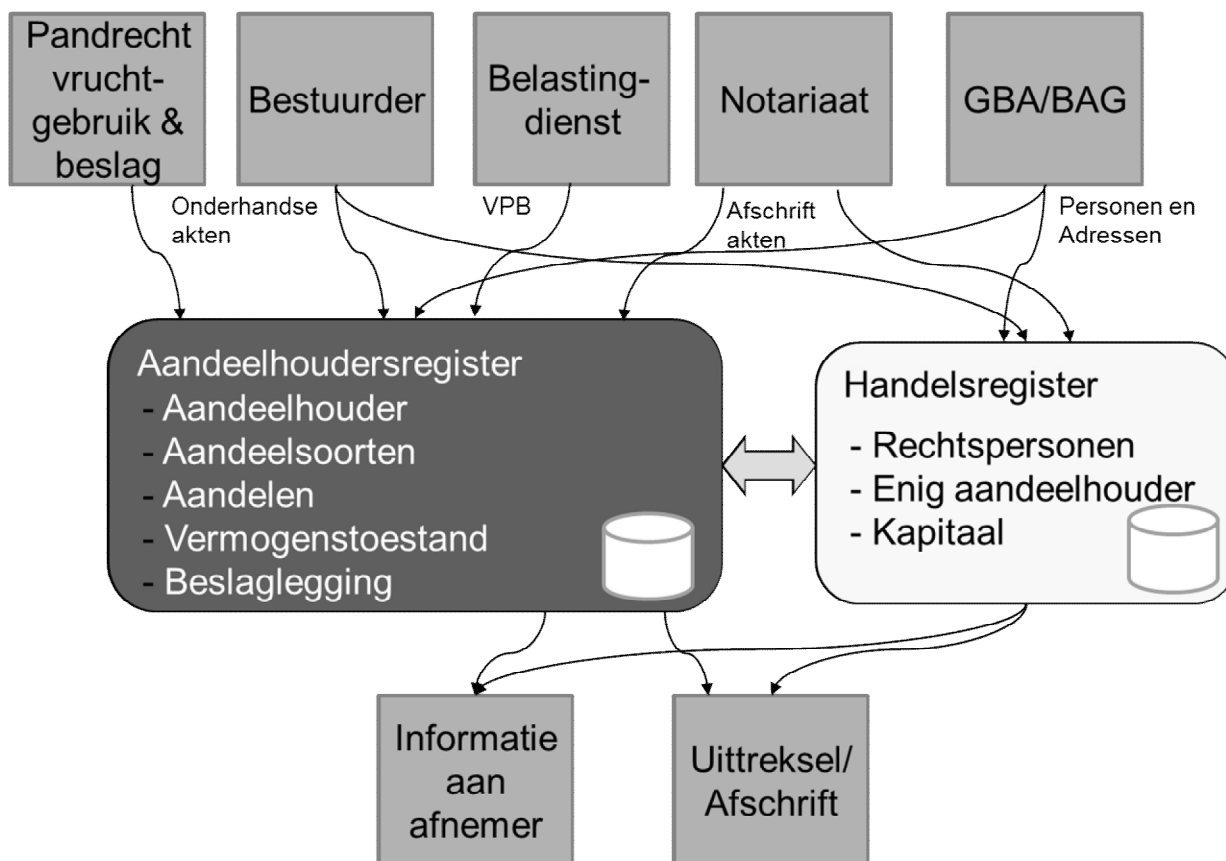 Pandrecht
vrucht-
gebruik &
beslag
Bestuurder
Belasting-
dienst
Notariaat
GBA/BAG
Onderhandse
akten
VPB
Afschrift
akten
Personen en
Adressen
Aandeelhoudersregister
- Aandeelhouder
- Aandeelsoorten
- Aandelen
- Vermogenstoestand
- Beslaglegging
Handelsregister
- Rechtspersonen
- Enig aandeelhouder
- Kapitaal
Informatie
aan
afnemer
Uittreksel/
Afschrift